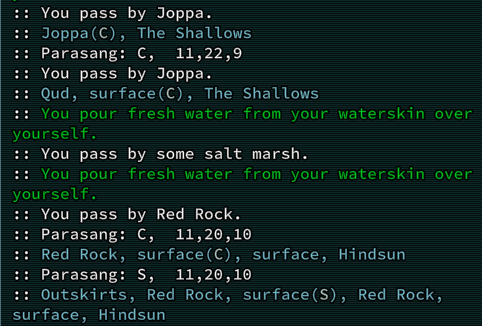 :: You pass by Joppa.
:: Joppa(C), The Shallows
:: Parasang: C,  11,22,9
:: You pass by Joppa.
:: Qud, surface(C), The Shallows
:: You pour fresh water from your waterskin over
yourself.
:: You pass by some salt marsh.
:: You pour fresh water from your waterskin over
yourself.
:: You pass by Red Rock.
:: Parasang: C,  11,20,10
:: Red Rock, surface(C), surface, Hindsun
:: Parasang: S,  11,20,10
:: Outskirts, Red Rock, surface(S), Red Rock,
surface, Hindsun